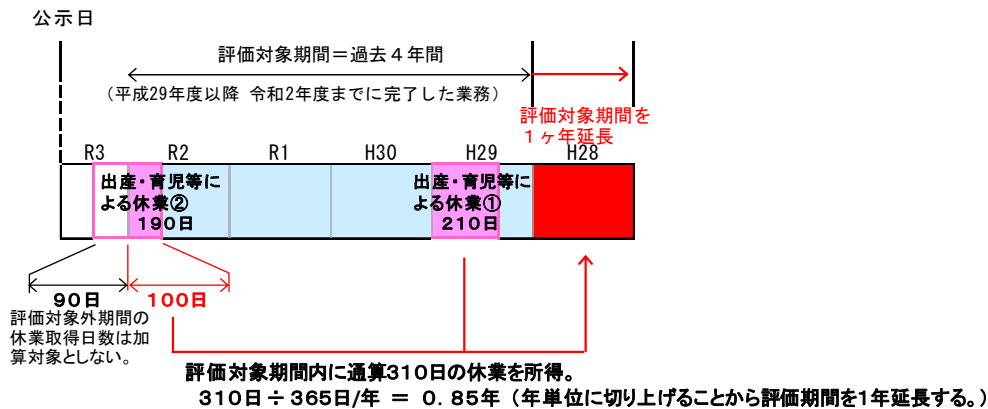 公示日
評価対象期間＝過去４年間
（平成29年度以降 令和2年度までに完了した業務）
評価対象期間を
１ヶ年延長
R3 R2 R1 H30 H29 H28
出産・育児等に
よる休業②
190日
出産・育児等に
よる休業①
210日
90日
100日
評価対象外期間の
休業取得日数は加
算対象としない。
評価対象期間内に通算310日の休業を所得。
310日÷365日/年 ＝ 0.85年（年単位に切り上げることから評価期間を1年延長する。）